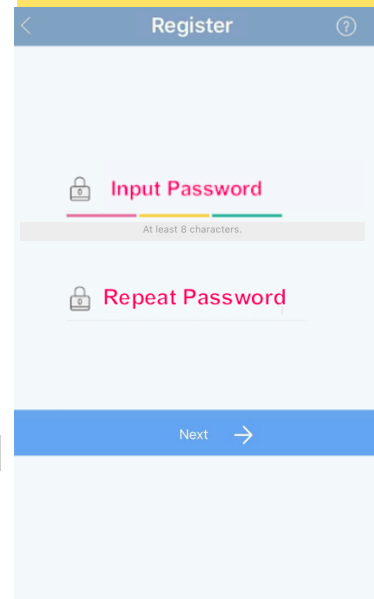 Register
Input Password
At least 8 characters.
Repeat Password
Next